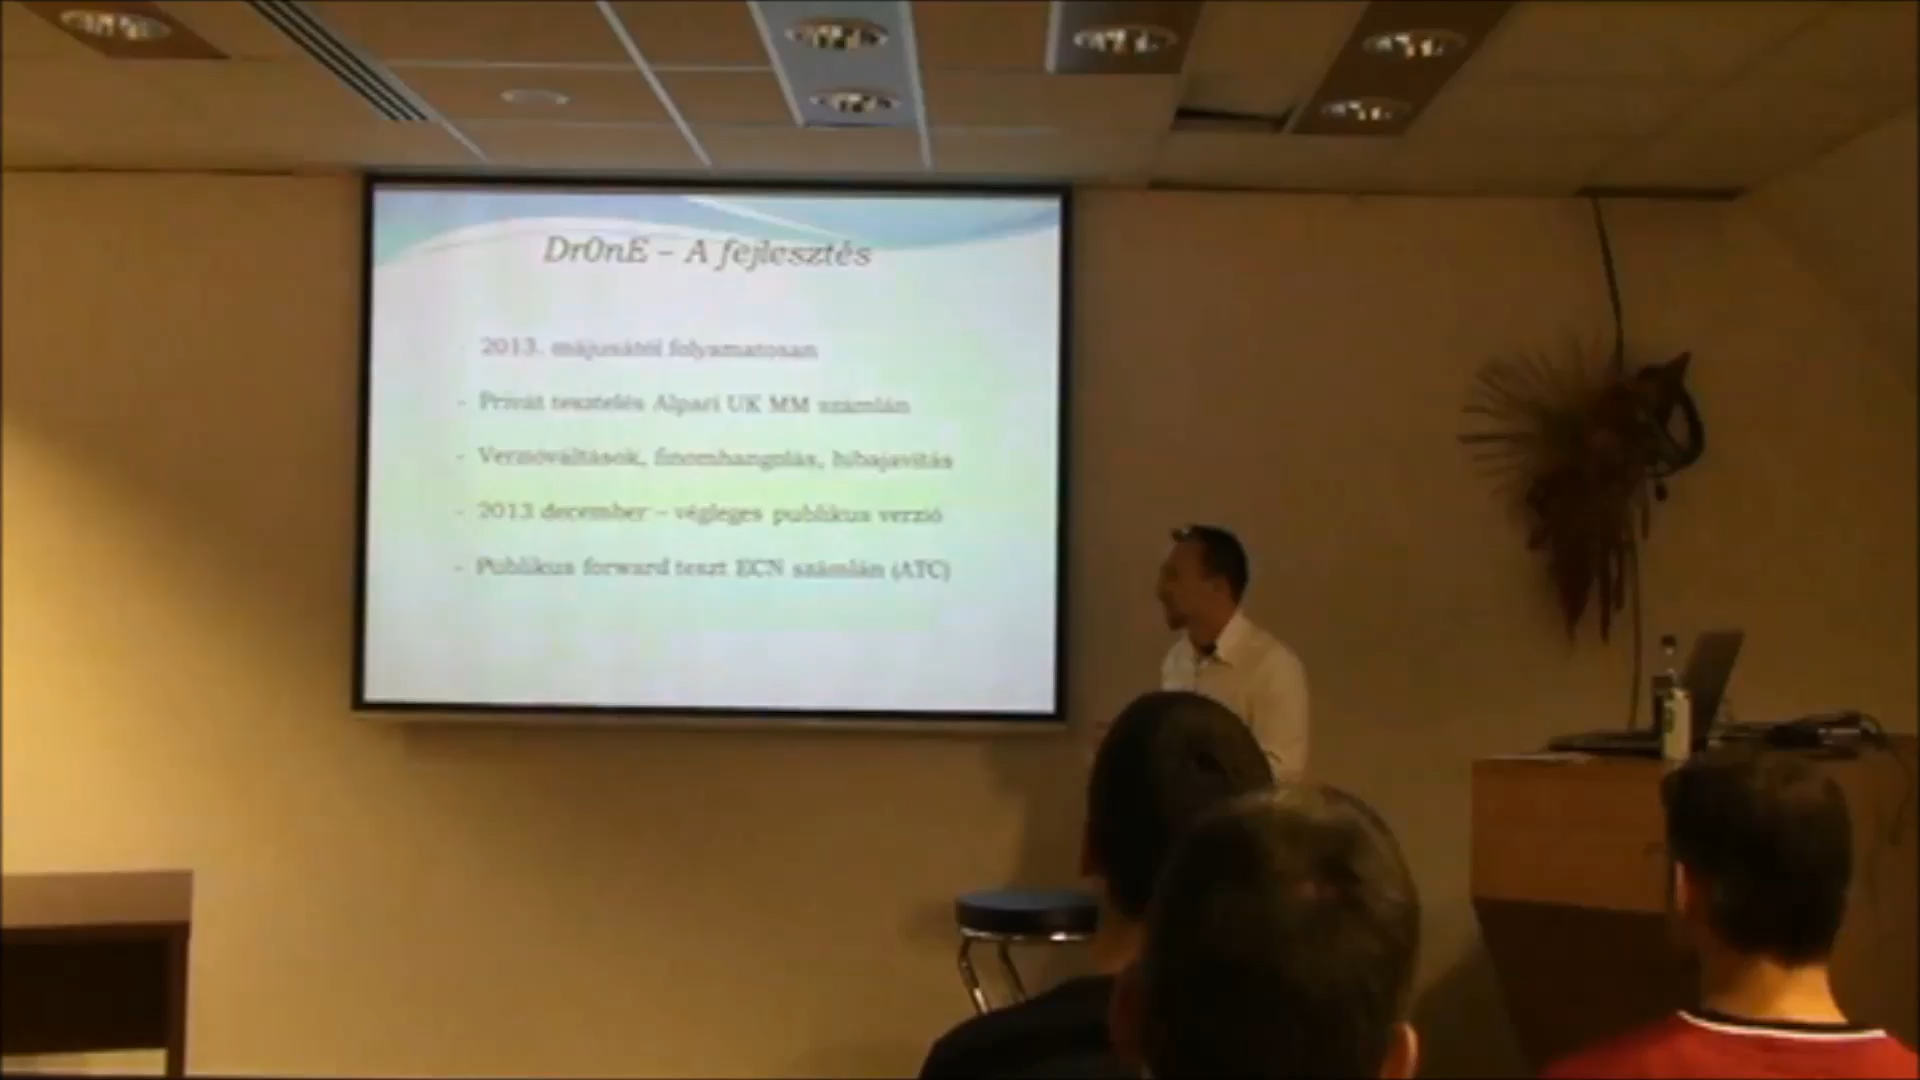 Dr0nE – A fejlesztés
- 2013. májusától folyamatosan
- Privát tesztelés Alpari UK MM számlán
- Verzióváltások, finomhangolás, hibajavítás
- 2013 december – végleges publikus verzió
- Publikus forward teszt ECN számlán (ATC)